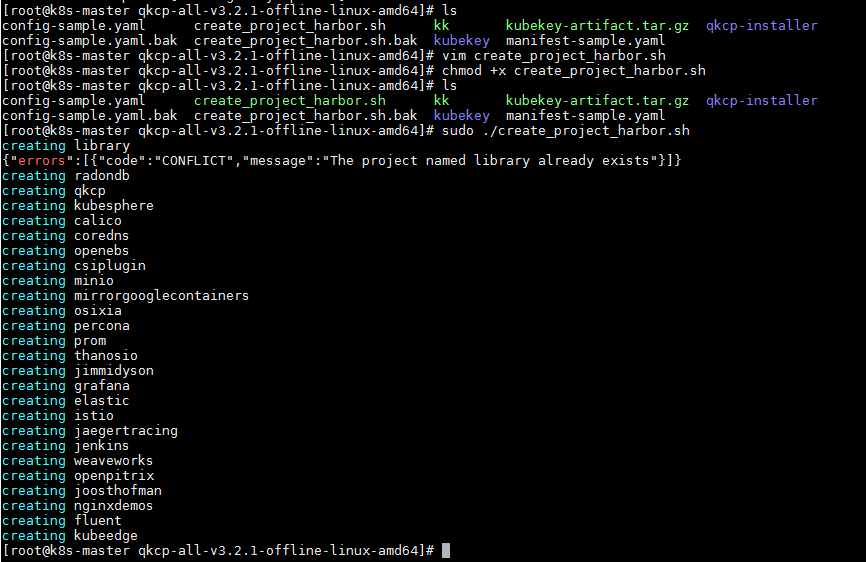 [root@k8s-master qkcp-all-v3.2.1-offline-linux-amd64]# ls
config-sample.yaml      create_project_harbor.sh      kk       kubekey-artifact.tar.gz  qkcp-installer
config-sample.yaml.bak  create_project_harbor.sh.bak  kubekey  manifest-sample.yaml
[root@k8s-master qkcp-all-v3.2.1-offline-linux-amd64]# vim create_project_harbor.sh
[root@k8s-master qkcp-all-v3.2.1-offline-linux-amd64]# chmod +x create_project_harbor.sh
[root@k8s-master qkcp-all-v3.2.1-offline-linux-amd64]# ls
config-sample.yaml      create_project_harbor.sh      kk       kubekey-artifact.tar.gz  qkcp-installer
config-sample.yaml.bak  create_project_harbor.sh.bak  kubekey  manifest-sample.yaml
[root@k8s-master qkcp-all-v3.2.1-offline-linux-amd64]# sudo ./create_project_harbor.sh
creating library
{"errors":[{"code":"CONFLICT","message":"The project named library already exists"}]}
creating radondb
creating qkcp
creating kubesphere
creating calico
creating coredns
creating openebs
creating csiplugin
creating minio
creating mirrorgooglecontainers
creating osixia
creating percona
creating prom
creating thanosio
creating jimmidyson
creating grafana
creating elastic
creating istio
creating jaegertracing
creating jenkins
creating weaveworks
creating openpitrix
creating joosthofman
creating nginxdemos
creating fluent
creating kubeedge
[root@k8s-master qkcp-all-v3.2.1-offline-linux-amd64]#